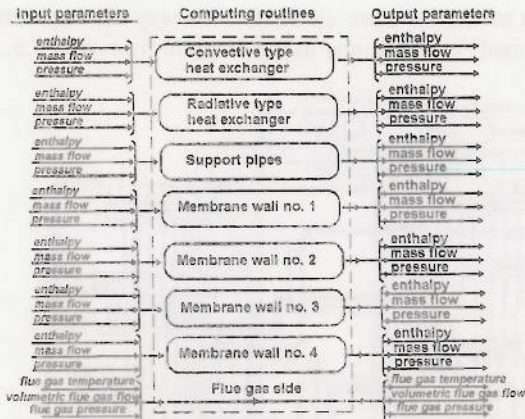 Input parameters Computing routines Output parameters
enthalpy
mass flow
pressure
Convective type
heat exchanger
enthalpy
mass flow
pressure
enthalpy
mass flow
pressure
Radiative type
heat exchanger
enthalpy
mass flow
pressure
enthalpy
mass flow
pressure
Support pipes
enthalpy
mass flow
pressure
enthalpy
mass flow
pressure
Membrane wall no. 1
enthalpy
mass flow
pressure
enthalpy
mass flow
pressure
Membrane wall no. 2
enthalpy
mass flow
pressure
enthalpy
mass flow
pressure
Membrane wall no. 3
enthalpy
mass flow
pressure
enthalpy
mass flow
pressure
Membrane wall no. 4
enthalpy
mass flow
pressure
flue gas temperature
volumetric flue gas flow
flue gas pressure
Flue gas side
flue gas temperature
volumetric flue gas flow
flue gas pressure